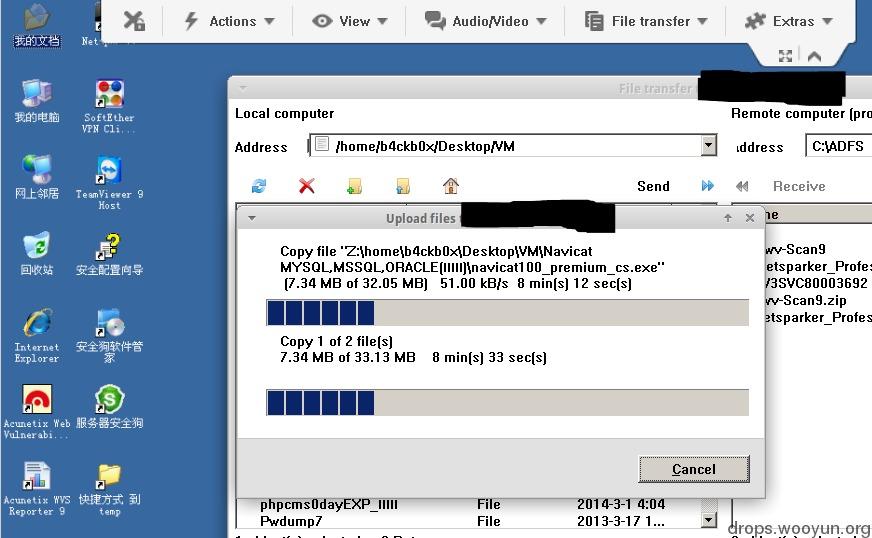 Actions
View
Audio/Video
File transfer
Extras
我的文档
Net
我的电脑
SoftEther
VPN Cli...
网上邻居
TeamViewer 9
Host
回收站
安全配置向导
Internet
Explorer
安全狗软件管
家
Acunetix Web
Vulnerabi...
服务器安全狗
Acunetix WVS
Reporter 9
快捷方式 到
temp
File transfer
Local computer
Remote computer (pro
Address
/home/b4ckb0x/Desktop/VM
ddress
C:\ADFS
Send
Receive
Upload files
me
Copy file "Z:\home\b4ckb0x\Desktop\VM\Navicat
MYSQL,MSSQL,ORACLE(IIIII)\navicat100_premium_cs.exe"
(7.34 MB of 32.05 MB) 51.00 kB/s 8 min(s) 12 sec(s)
Copy 1 of 2 file(s)
7.34 MB of 33.13 MB 8 min(s) 33 sec(s)
Cancel
vv-Scan9
etsparker_Profes
/3SVC80003692
vv-Scan9.zip
etsparker_Profes
phpcms0dayEXP_IIIII File 2014-3-1 4:04
Pwdump7 File 2013-3-17 1...
drops.wooyun.org